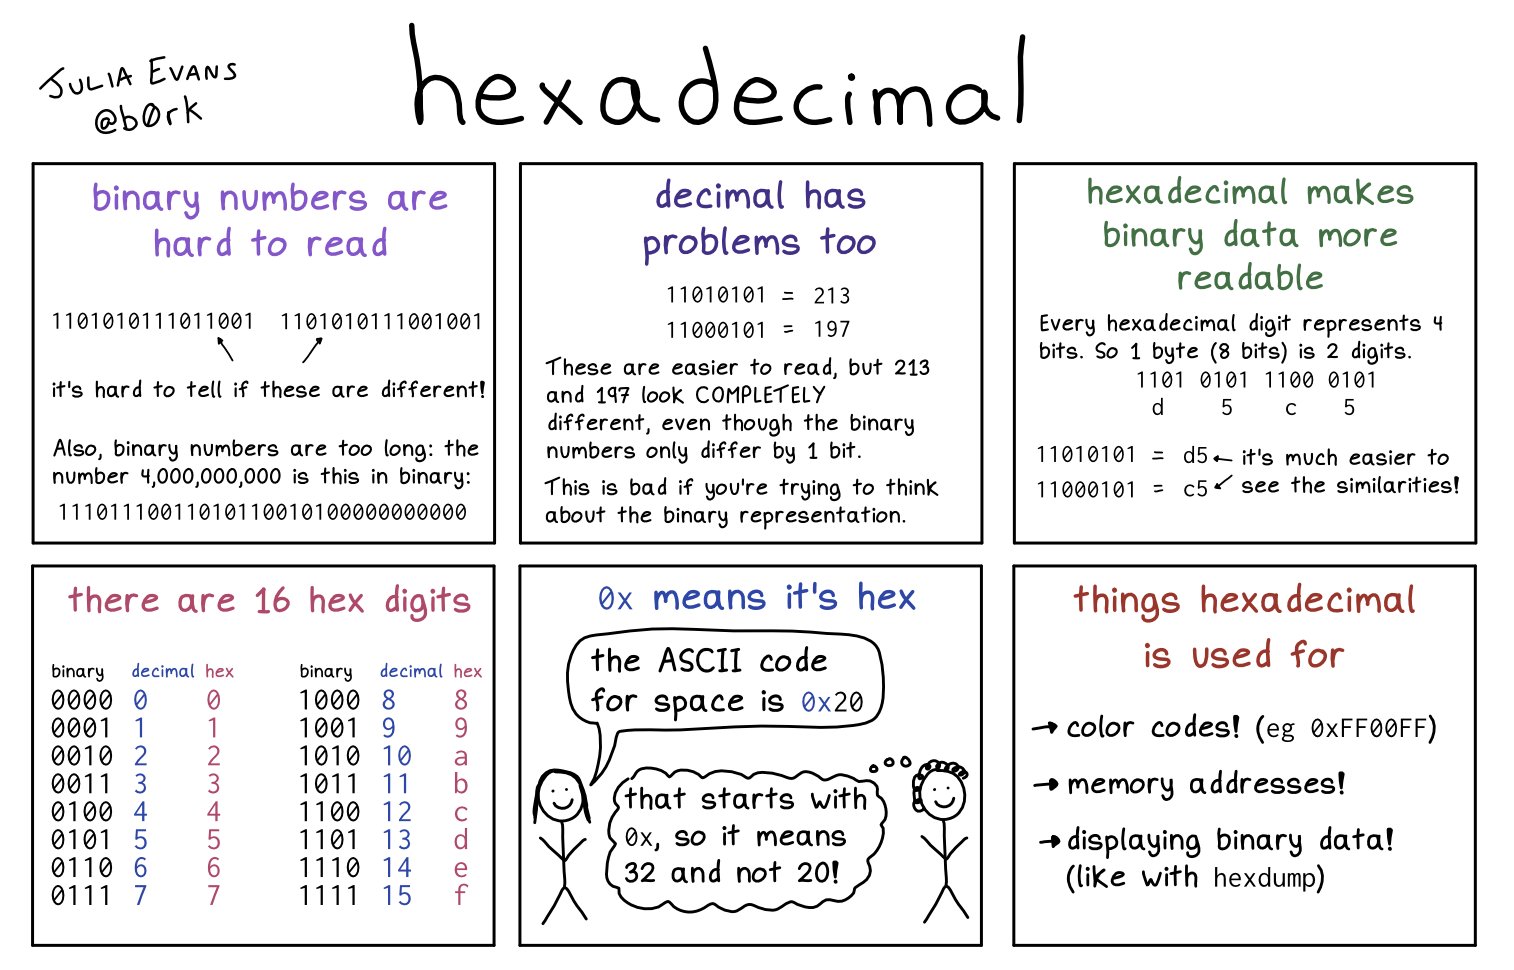 JULIA EVANS
@b0rk
hexadecimal
binary numbers are
hard to read
1101010111011001 1101010111001001
it's hard to tell if these are different!
Also, binary numbers are too long: the
number 4,000,000,000 is this in binary:
11101110011010110010100000000000
decimal has
problems too
11010101 = 213
11000101 = 197
These are easier to read, but 213
and 197 look COMPLETELY
different, even though the binary
numbers only differ by 1 bit.
This is bad if you're trying to think
about the binary representation.
hexadecimal makes
binary data more
readable
Every hexadecimal digit represents 4
bits. So 1 byte (8 bits) is 2 digits.
1101 0101 1100 0101
d 5 c 5
11010101 = d5 ← it's much easier to
11000101 = c5 ↙ see the similarities!
there are 16 hex digits
binary decimal hex binary decimal hex
0000 0 0 1000 8 8
0001 1 1 1001 9 9
0010 2 2 1010 10 a
0011 3 3 1011 11 b
0100 4 4 1100 12 c
0101 5 5 1101 13 d
0110 6 6 1110 14 e
0111 7 7 1111 15 f
0x means it's hex
the ASCII code
for space is 0x20
that starts with
0x, so it means
32 and not 20!
things hexadecimal
is used for
→ color codes! (eg 0xFF00FF)
→ memory addresses!
→ displaying binary data!
(like with hexdump)